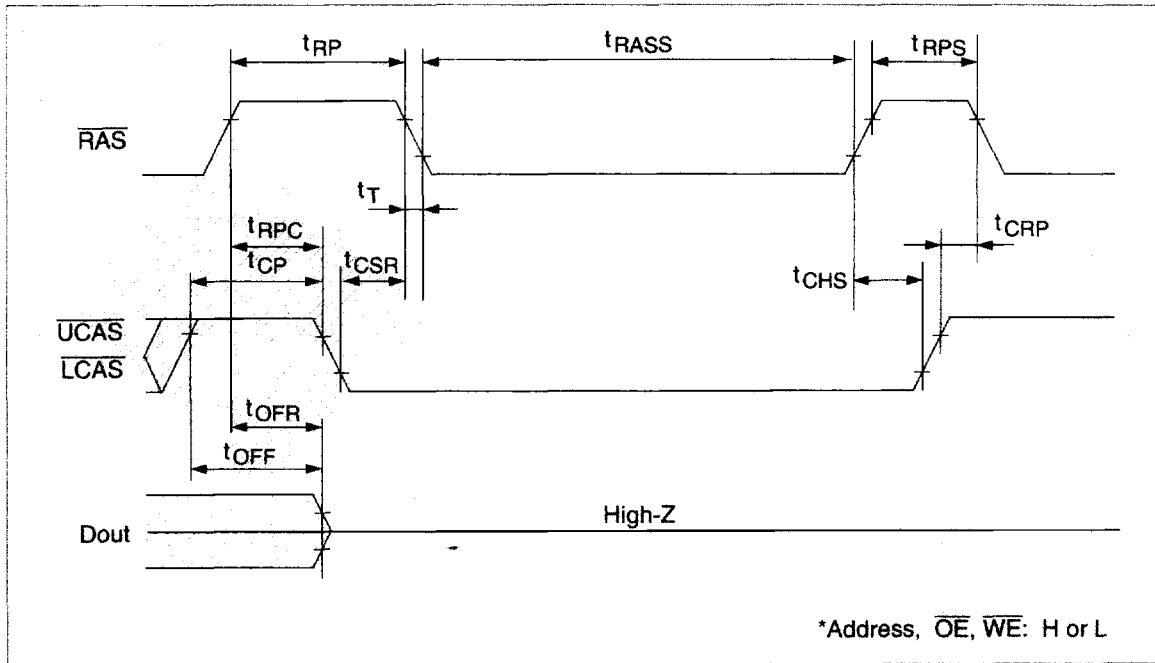 tRP
tRASS
tRPS
RAS
tT
tRPC
tCRP
tCP
tCSR
tCHS
UCAS
LCAS
tOFR
tOFF
High-Z
Dout
*Address, OE, WE: H or L